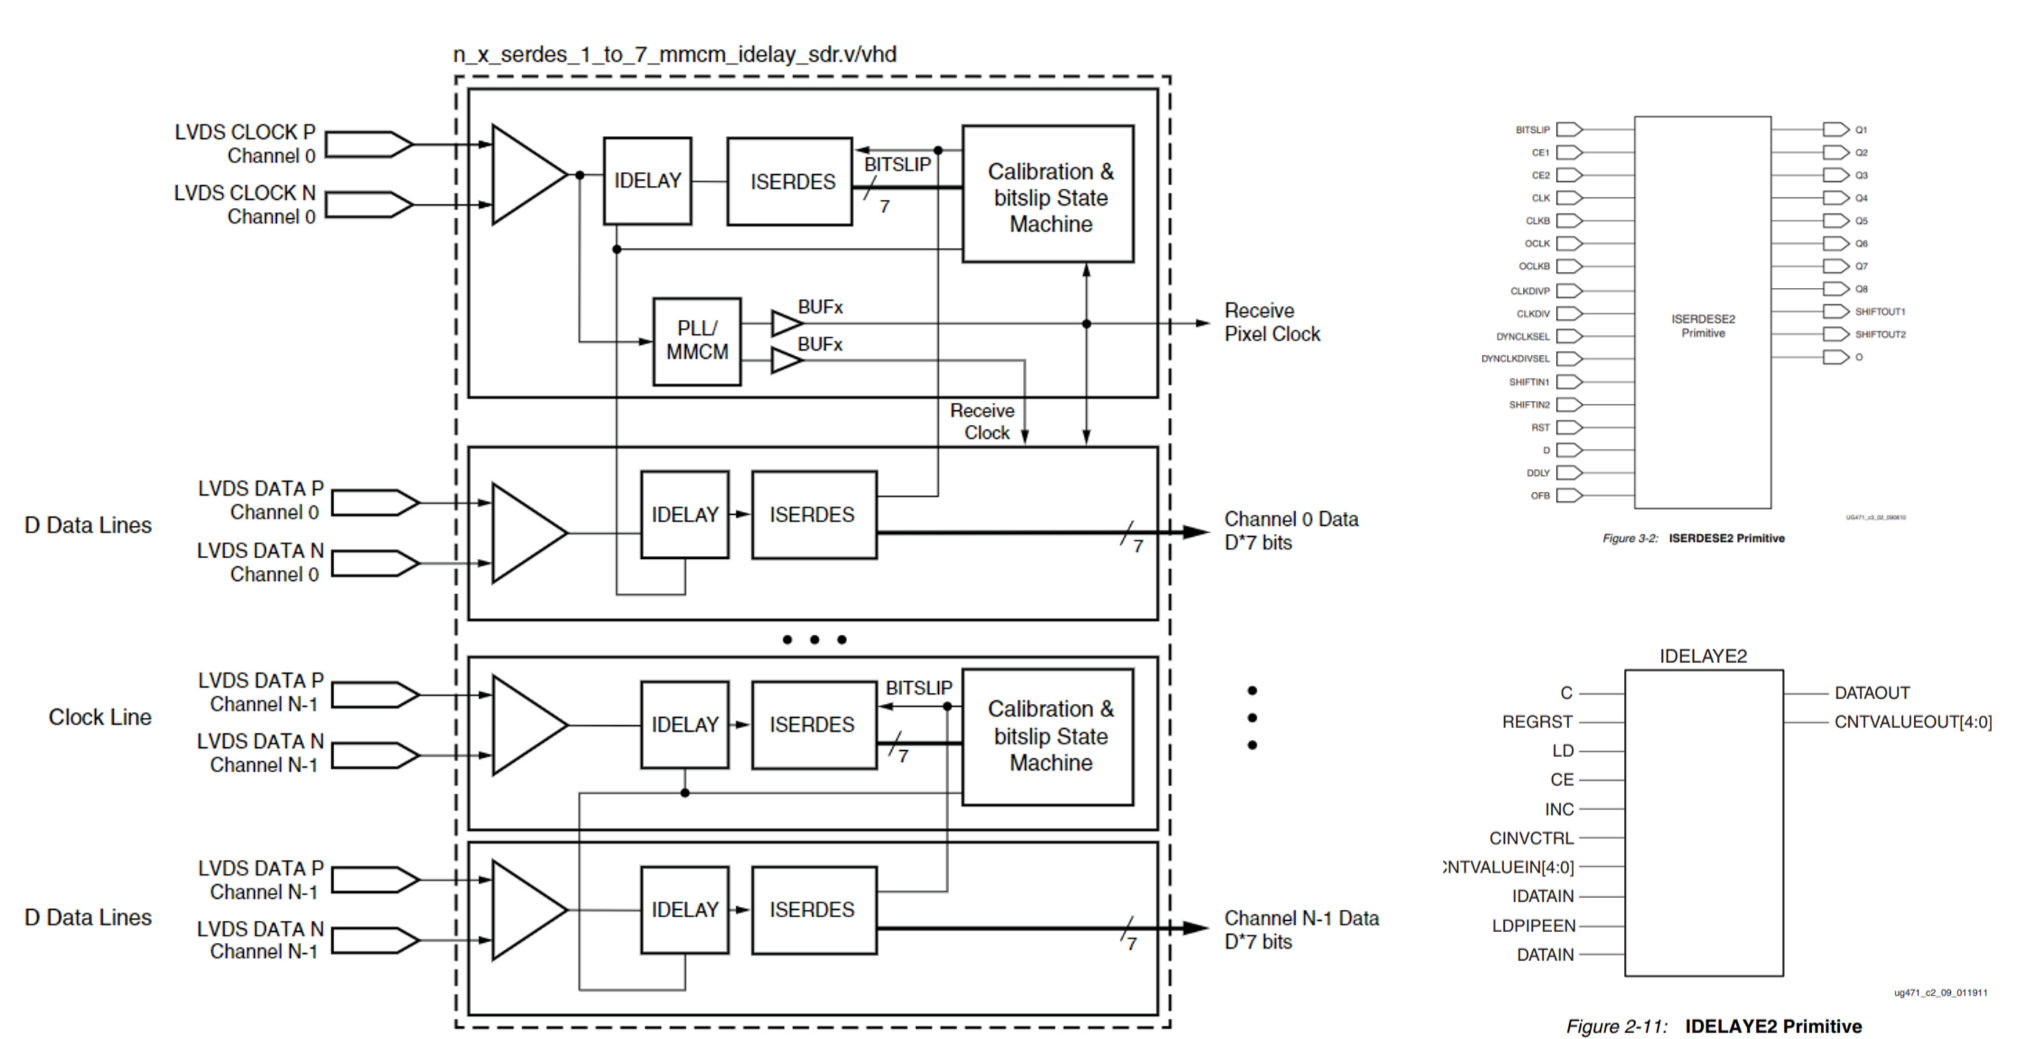 n_x_serdes_1_to_7_mmcm_idelay_sdr.v/vhd
LVDS CLOCK P
Channel 0
LVDS CLOCK N
Channel 0
IDELAY
ISERDES
BITSLIP
7
Calibration &
bitslip State
Machine
PLL/
MMCM
BUFx
BUFx
Receive
Pixel Clock
Receive
Clock
D Data Lines
LVDS DATA P
Channel 0
LVDS DATA N
Channel 0
IDELAY
ISERDES
7
Channel 0 Data
D*7 bits
Clock Line
LVDS DATA P
Channel N-1
LVDS DATA N
Channel N-1
IDELAY
ISERDES
BITSLIP
7
Calibration &
bitslip State
Machine
D Data Lines
LVDS DATA P
Channel N-1
LVDS DATA N
Channel N-1
IDELAY
ISERDES
7
Channel N-1 Data
D*7 bits
BITSLIP
CE1
CE2
CLK
CLKB
OCLK
OCLKB
CLKDIVP
CLKDIV
DYNCLKSEL
DYNCLKDIVSEL
SHIFTIN1
SHIFTIN2
RST
D
DDLY
OFB
ISERDESE2
Primitive
Q1
Q2
Q3
Q4
Q5
Q6
Q7
Q8
SHIFTOUT1
SHIFTOUT2
O
Figure 3-2: ISERDESE2 Primitive
IDELAYE2
C
REGRST
LD
CE
INC
CINVCTRL
NTVALUEIN[4:0]
IDATAIN
LDPIPEEN
DATAIN
DATAOUT
CNTVALUEOUT[4:0]
ug471_c2_09_011911
Figure 2-11: IDELAYE2 Primitive